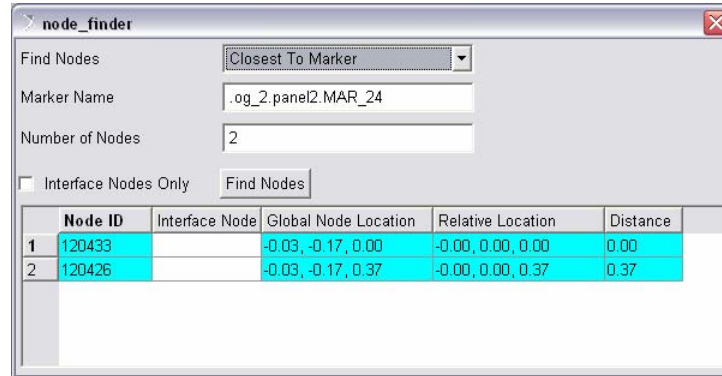 node_finder
Find Nodes Closest To Marker
Marker Name .og_2.panel2.MAR_24
Number of Nodes 2
Interface Nodes Only Find Nodes
Node ID Interface Node Global Node Location Relative Location Distance
1 120433 -0.03, -0.17, 0.00 -0.00, 0.00, 0.00 0.00
2 120426 -0.03, -0.17, 0.37 -0.00, 0.00, 0.37 0.37